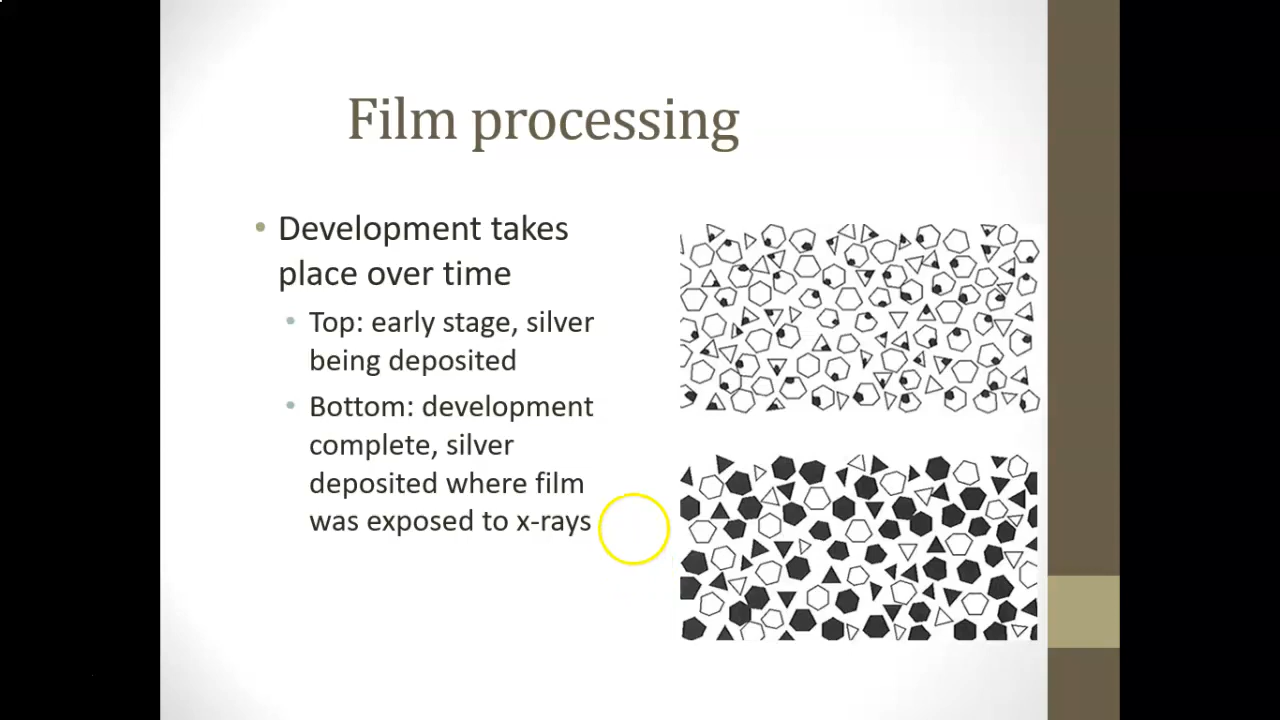 Film processing
• Development takes
place over time
• Top: early stage, silver
being deposited
• Bottom: development
complete, silver
deposited where film
was exposed to x-rays